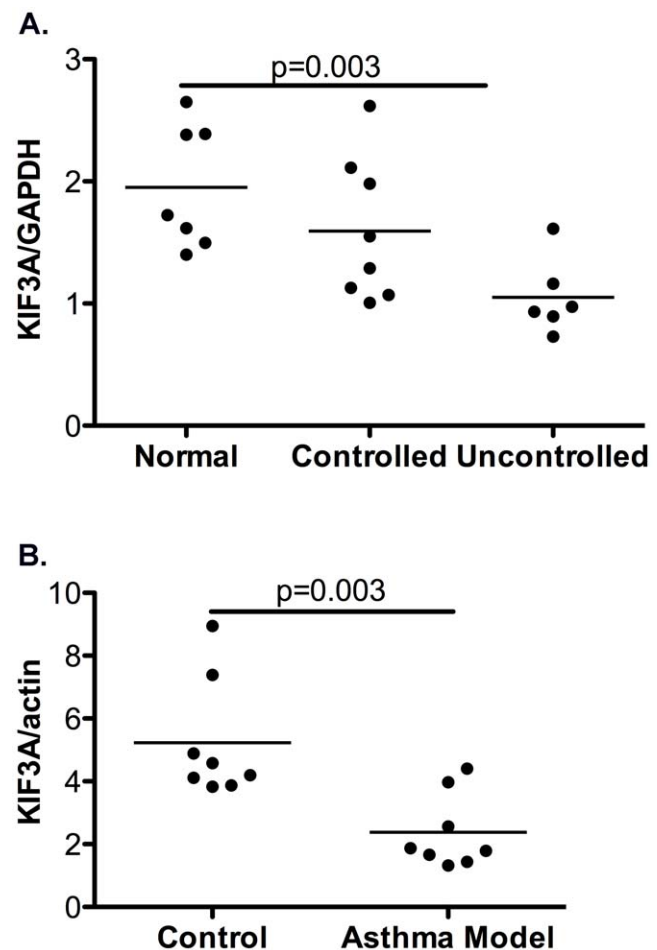 A.
p=0.003
3
2
1
0
KIF3A/GAPDH
Normal Controlled Uncontrolled
B.
p=0.003
10
8
6
4
2
0
KIF3A/actin
Control Asthma Model